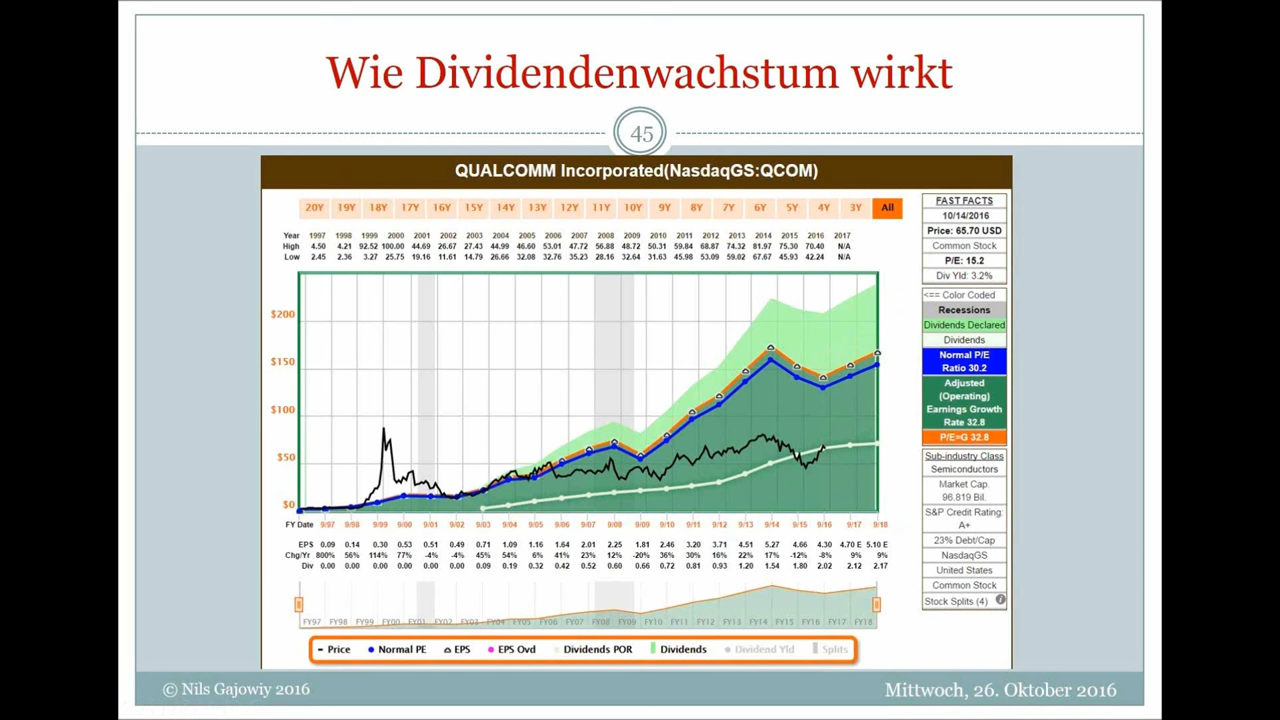 Wie Dividendenwachstum wirkt
45
QUALCOMM Incorporated(NasdaqGS:QCOM)
20Y 19Y 18Y 17Y 16Y 15Y 14Y 13Y 12Y 11Y 10Y 9Y 8Y 7Y 6Y 5Y 4Y 3Y All
Year 1997 1998 1999 2000 2001 2002 2003 2004 2005 2006 2007 2008 2009 2010 2011 2012 2013 2014 2015 2016 2017
High 4.50 4.21 92.52 100.00 44.69 26.67 27.43 44.99 46.60 53.01 47.72 56.88 48.72 50.31 59.84 68.87 74.32 81.97 75.30 70.40 N/A
Low 2.45 2.36 3.27 25.75 19.16 11.61 14.79 26.66 32.08 32.76 35.23 28.16 32.64 31.63 45.98 53.09 59.02 67.67 45.93 42.24 N/A
$200
$150
$100
$50
$0
FY Date 9/97 9/98 9/99 9/00 9/01 9/02 9/03 9/04 9/05 9/06 9/07 9/08 9/09 9/10 9/11 9/12 9/13 9/14 9/15 9/16 9/17 9/18
EPS 0.09 0.14 0.30 0.53 0.51 0.49 0.71 1.09 1.16 1.64 2.01 2.25 1.81 2.46 3.20 3.71 4.51 5.27 4.66 4.30 4.70 E 5.10 E
Chg/Yr 800% 56% 114% 77% -4% -4% 45% 54% 6% 41% 23% 12% -20% 36% 30% 16% 22% 17% -12% -8% 9% 9%
Div 0.00 0.00 0.00 0.00 0.00 0.00 0.09 0.19 0.32 0.42 0.52 0.60 0.66 0.72 0.81 0.93 1.20 1.54 1.80 2.02 2.12 2.17
FY97 FY98 FY99 FY00 FY01 FY02 FY03 FY04 FY05 FY06 FY07 FY08 FY09 FY10 FY11 FY12 FY13 FY14 FY15 FY16 FY17 FY18
Price Normal PE EPS EPS Ovd Dividends POR Dividends Dividend Yld Splits
FAST FACTS
10/14/2016
Price: 65.70 USD
Common Stock
P/E: 15.2
Div Yld: 3.2%
<== Color Coded
Recessions
Dividends Declared
Dividends
Normal P/E
Ratio 30.2
Adjusted
(Operating)
Earnings Growth
Rate 32.8
P/E=G 32.8
Sub-industry Class
Semiconductors
Market Cap.
96.819 Bil.
S&P Credit Rating:
A+
23% Debt/Cap
NasdaqGS
United States
Common Stock
Stock Splits (4) i
© Nils Gajowiy 2016
Mittwoch, 26. Oktober 2016